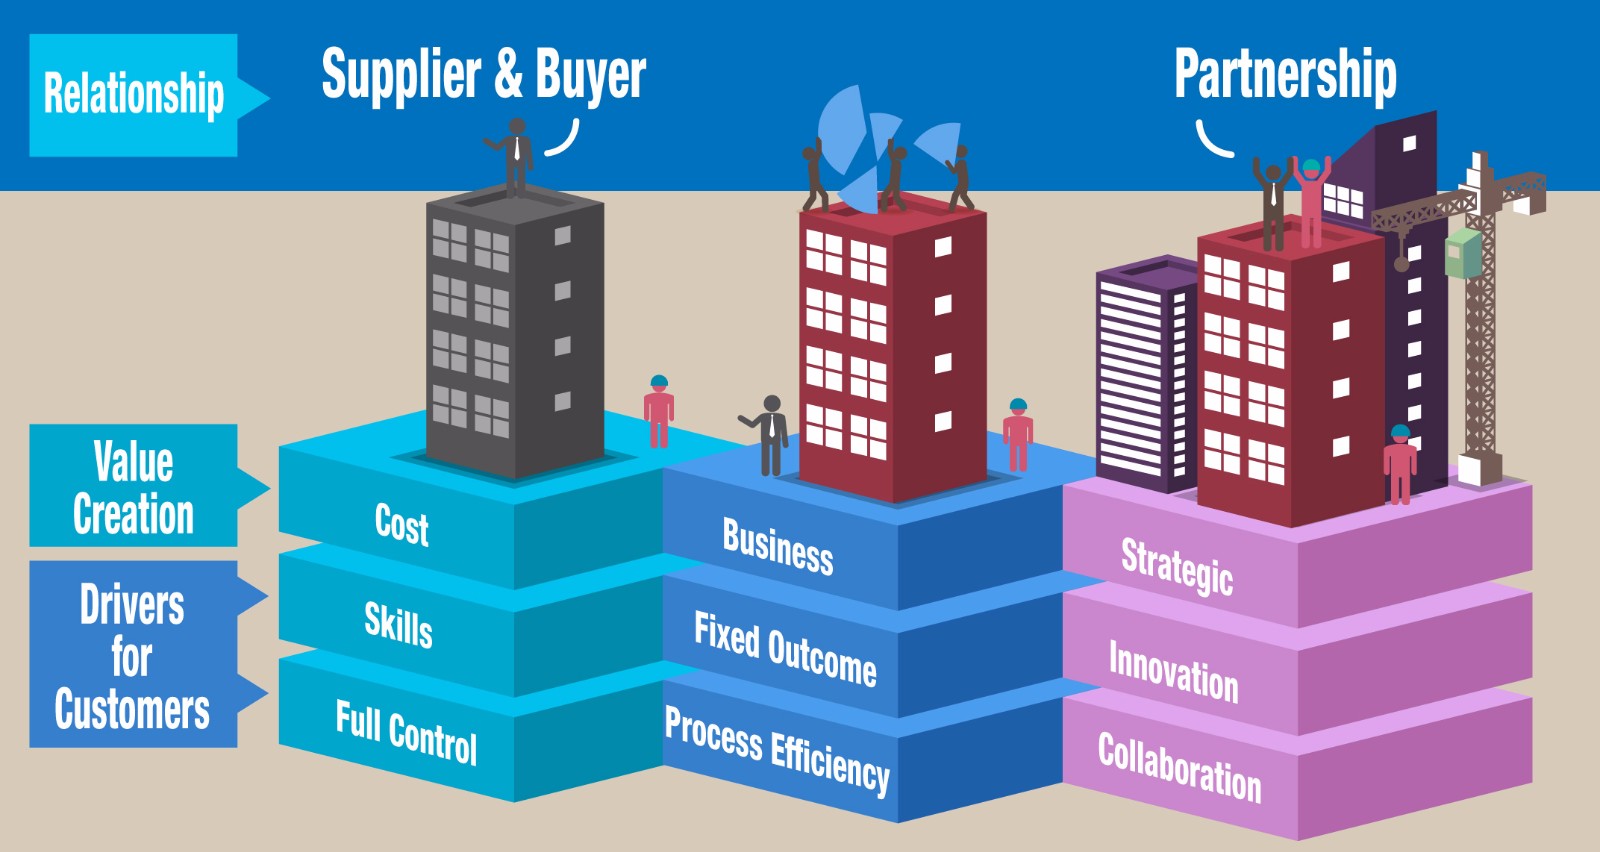 Relationship
Supplier & Buyer
Partnership
Value
Creation
Cost
Business
Strategic
Drivers
for
Customers
Skills
Fixed Outcome
Innovation
Full Control
Process Efficiency
Collaboration